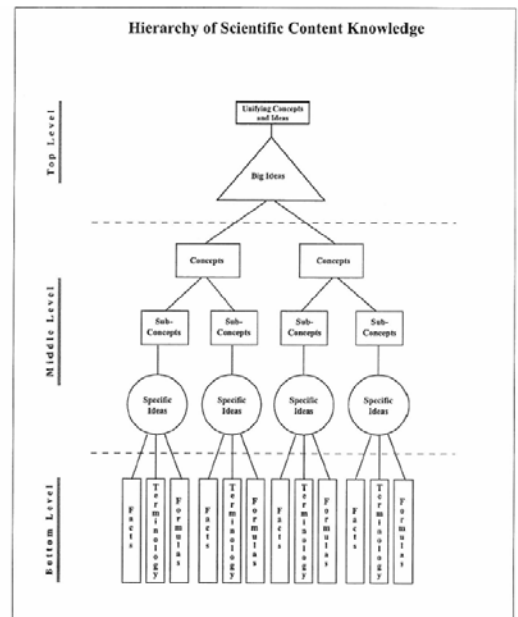 Hierarchy of Scientific Content Knowledge
Top Level
Unifying Concepts
and Ideas
Big Ideas
Middle Level
Concepts
Concepts
Sub-
Concepts
Sub-
Concepts
Sub-
Concepts
Sub-
Concepts
Specific
Ideas
Specific
Ideas
Specific
Ideas
Specific
Ideas
Bottom Level
Facts
Terminology
Formulas
Facts
Terminology
Formulas
Facts
Terminology
Formulas
Facts
Terminology
Formulas